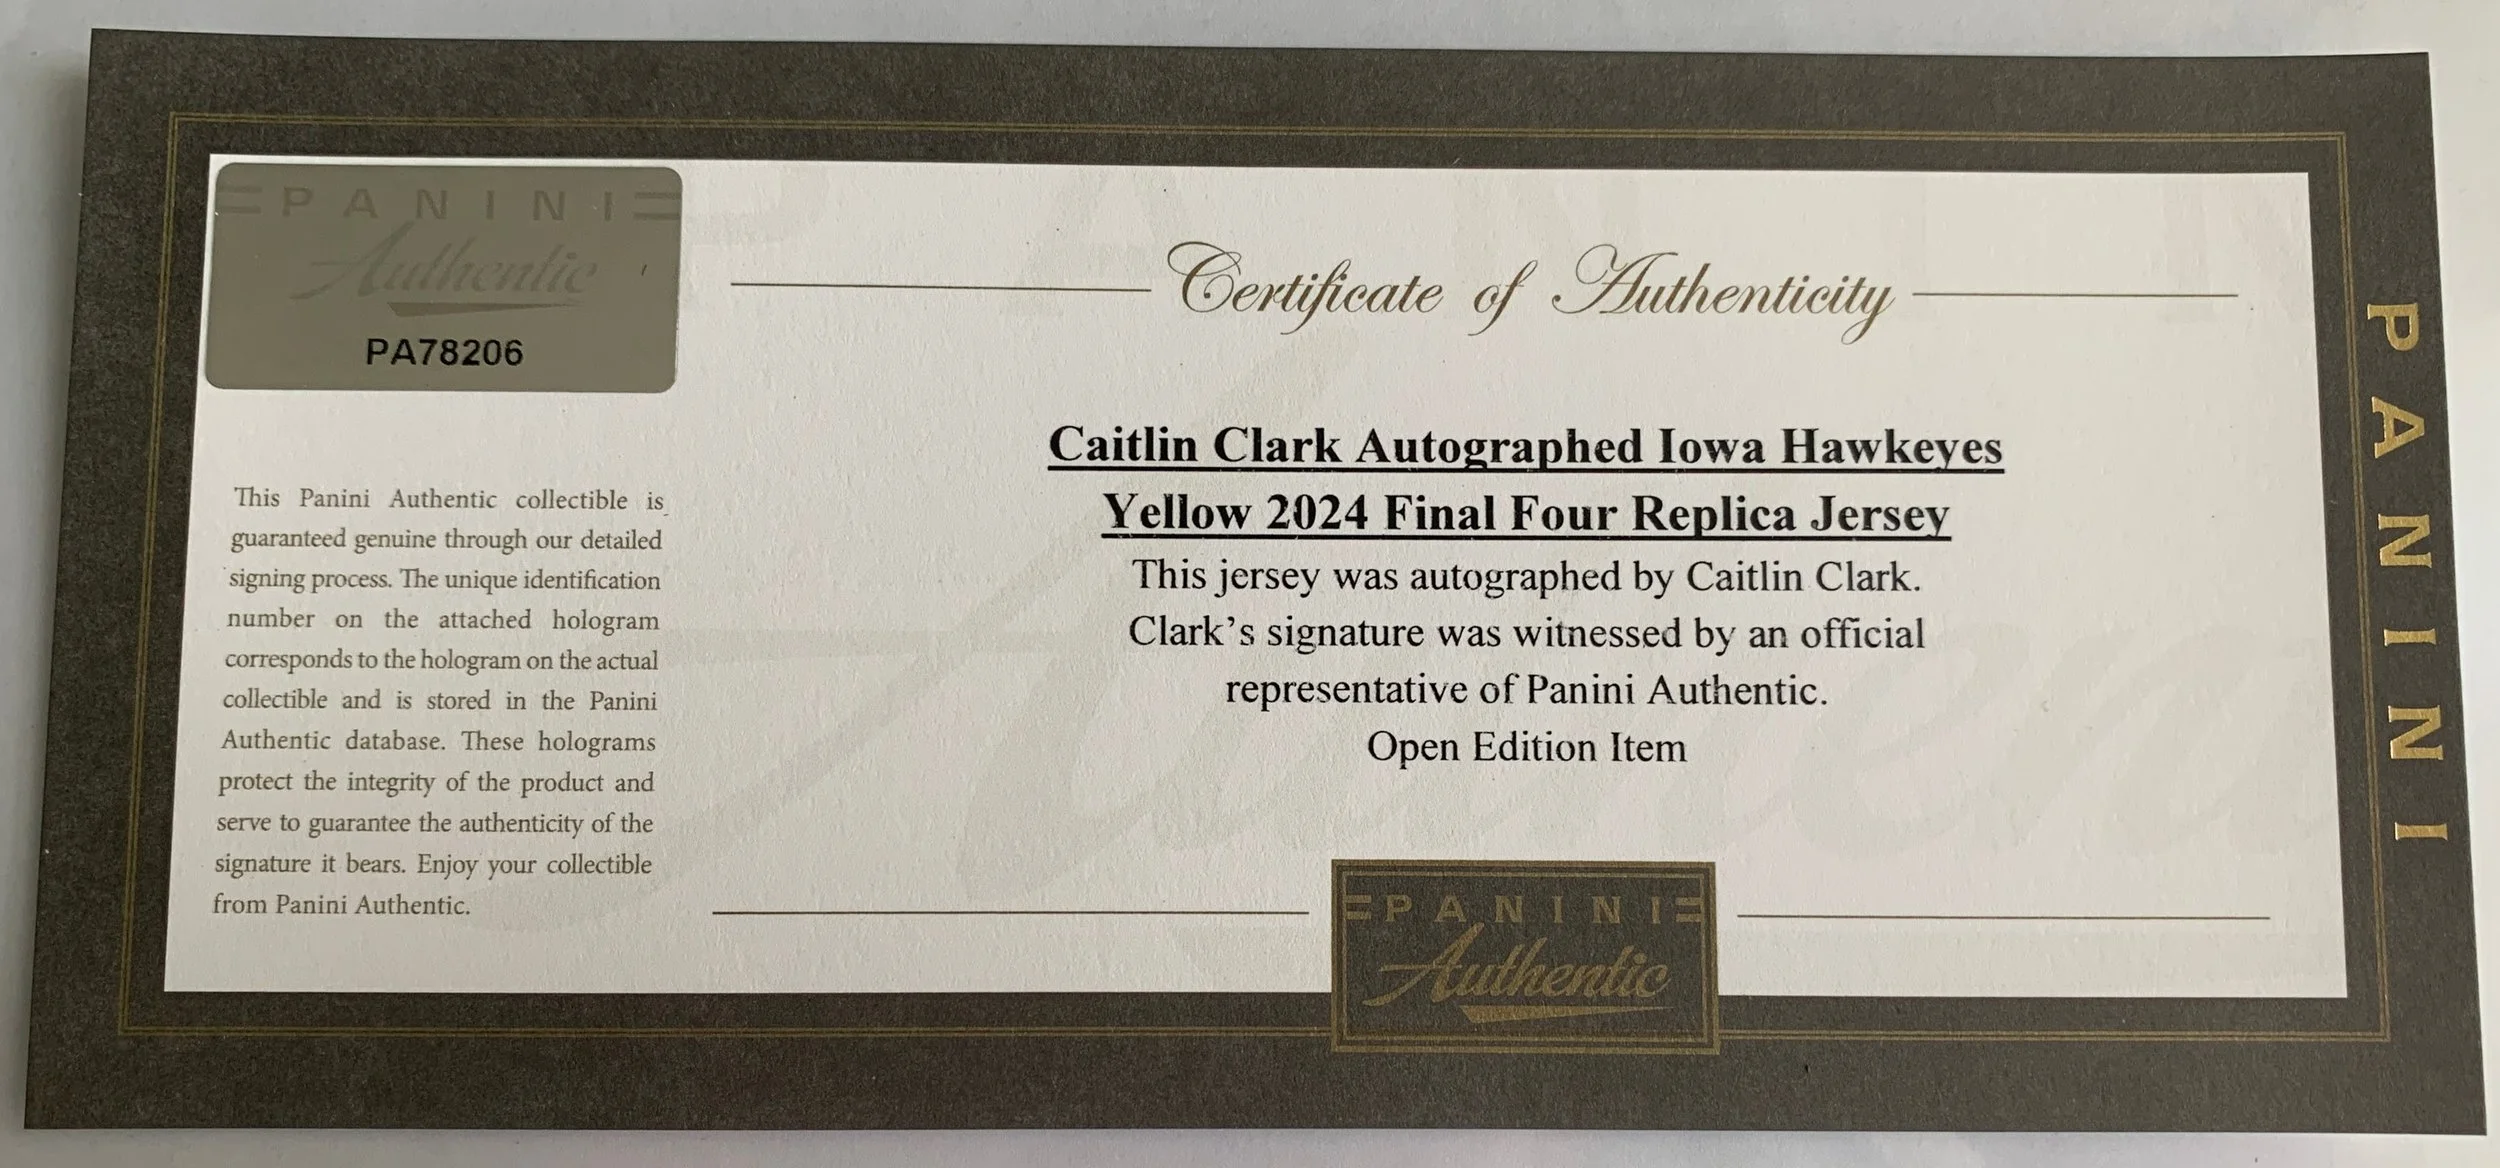 PANINI
Authentic
PA78206
This Panini Authentic collectible is
guaranteed genuine through our detailed
signing process. The unique identification
number on the attached hologram
corresponds to the hologram on the actual
collectible and is stored in the Panini
Authentic database. These holograms
protect the integrity of the product and
serve to guarantee the authenticity of the
signature it bears. Enjoy your collectible
from Panini Authentic.
Certificate of Authenticity
Caitlin Clark Autographed Iowa Hawkeyes
Yellow 2024 Final Four Replica Jersey
This jersey was autographed by Caitlin Clark.
Clark’s signature was witnessed by an official
representative of Panini Authentic.
Open Edition Item
PANINI
Authentic
PANINI